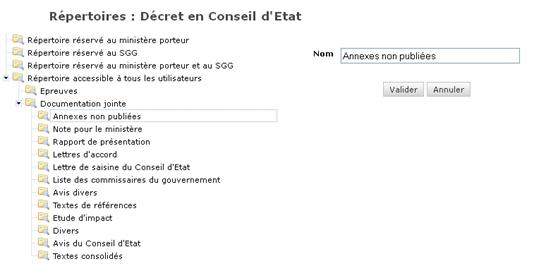 Répertoires : Décret en Conseil d'Etat
Répertoire réservé au ministère porteur
Répertoire réservé au SGG
Répertoire réservé au ministère porteur et au SGG
Répertoire accessible à tous les utilisateurs
Epreuves
Documentation jointe
Annexes non publiées
Note pour le ministère
Rapport de présentation
Lettres d'accord
Lettre de saisine du Conseil d'Etat
Liste des commissaires du gouvernement
Avis divers
Textes de références
Etude d'impact
Divers
Avis du Conseil d'Etat
Textes consolidés
Nom Annexes non publiées
Valider Annuler